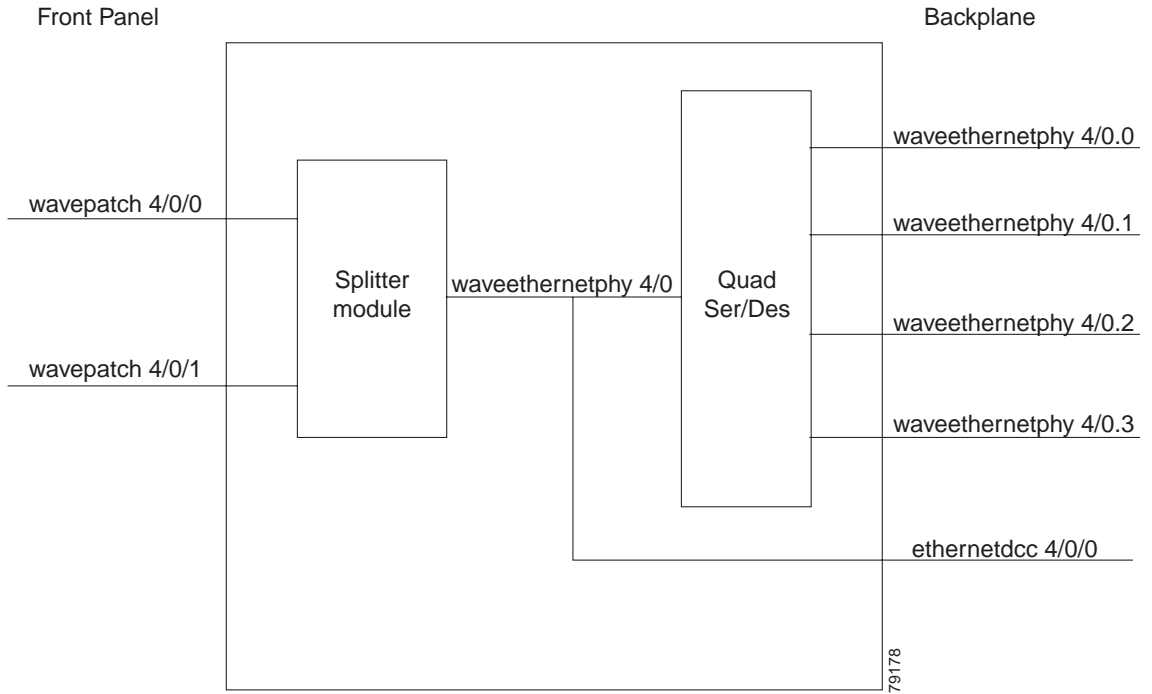 Front Panel
Backplane
waveethernetphy 4/0.0
wavepatch 4/0/0
waveethernetphy 4/0.1
Splitter
module
waveethernetphy 4/0
Quad
Ser/Des
waveethernetphy 4/0.2
wavepatch 4/0/1
waveethernetphy 4/0.3
ethernetdcc 4/0/0
79178